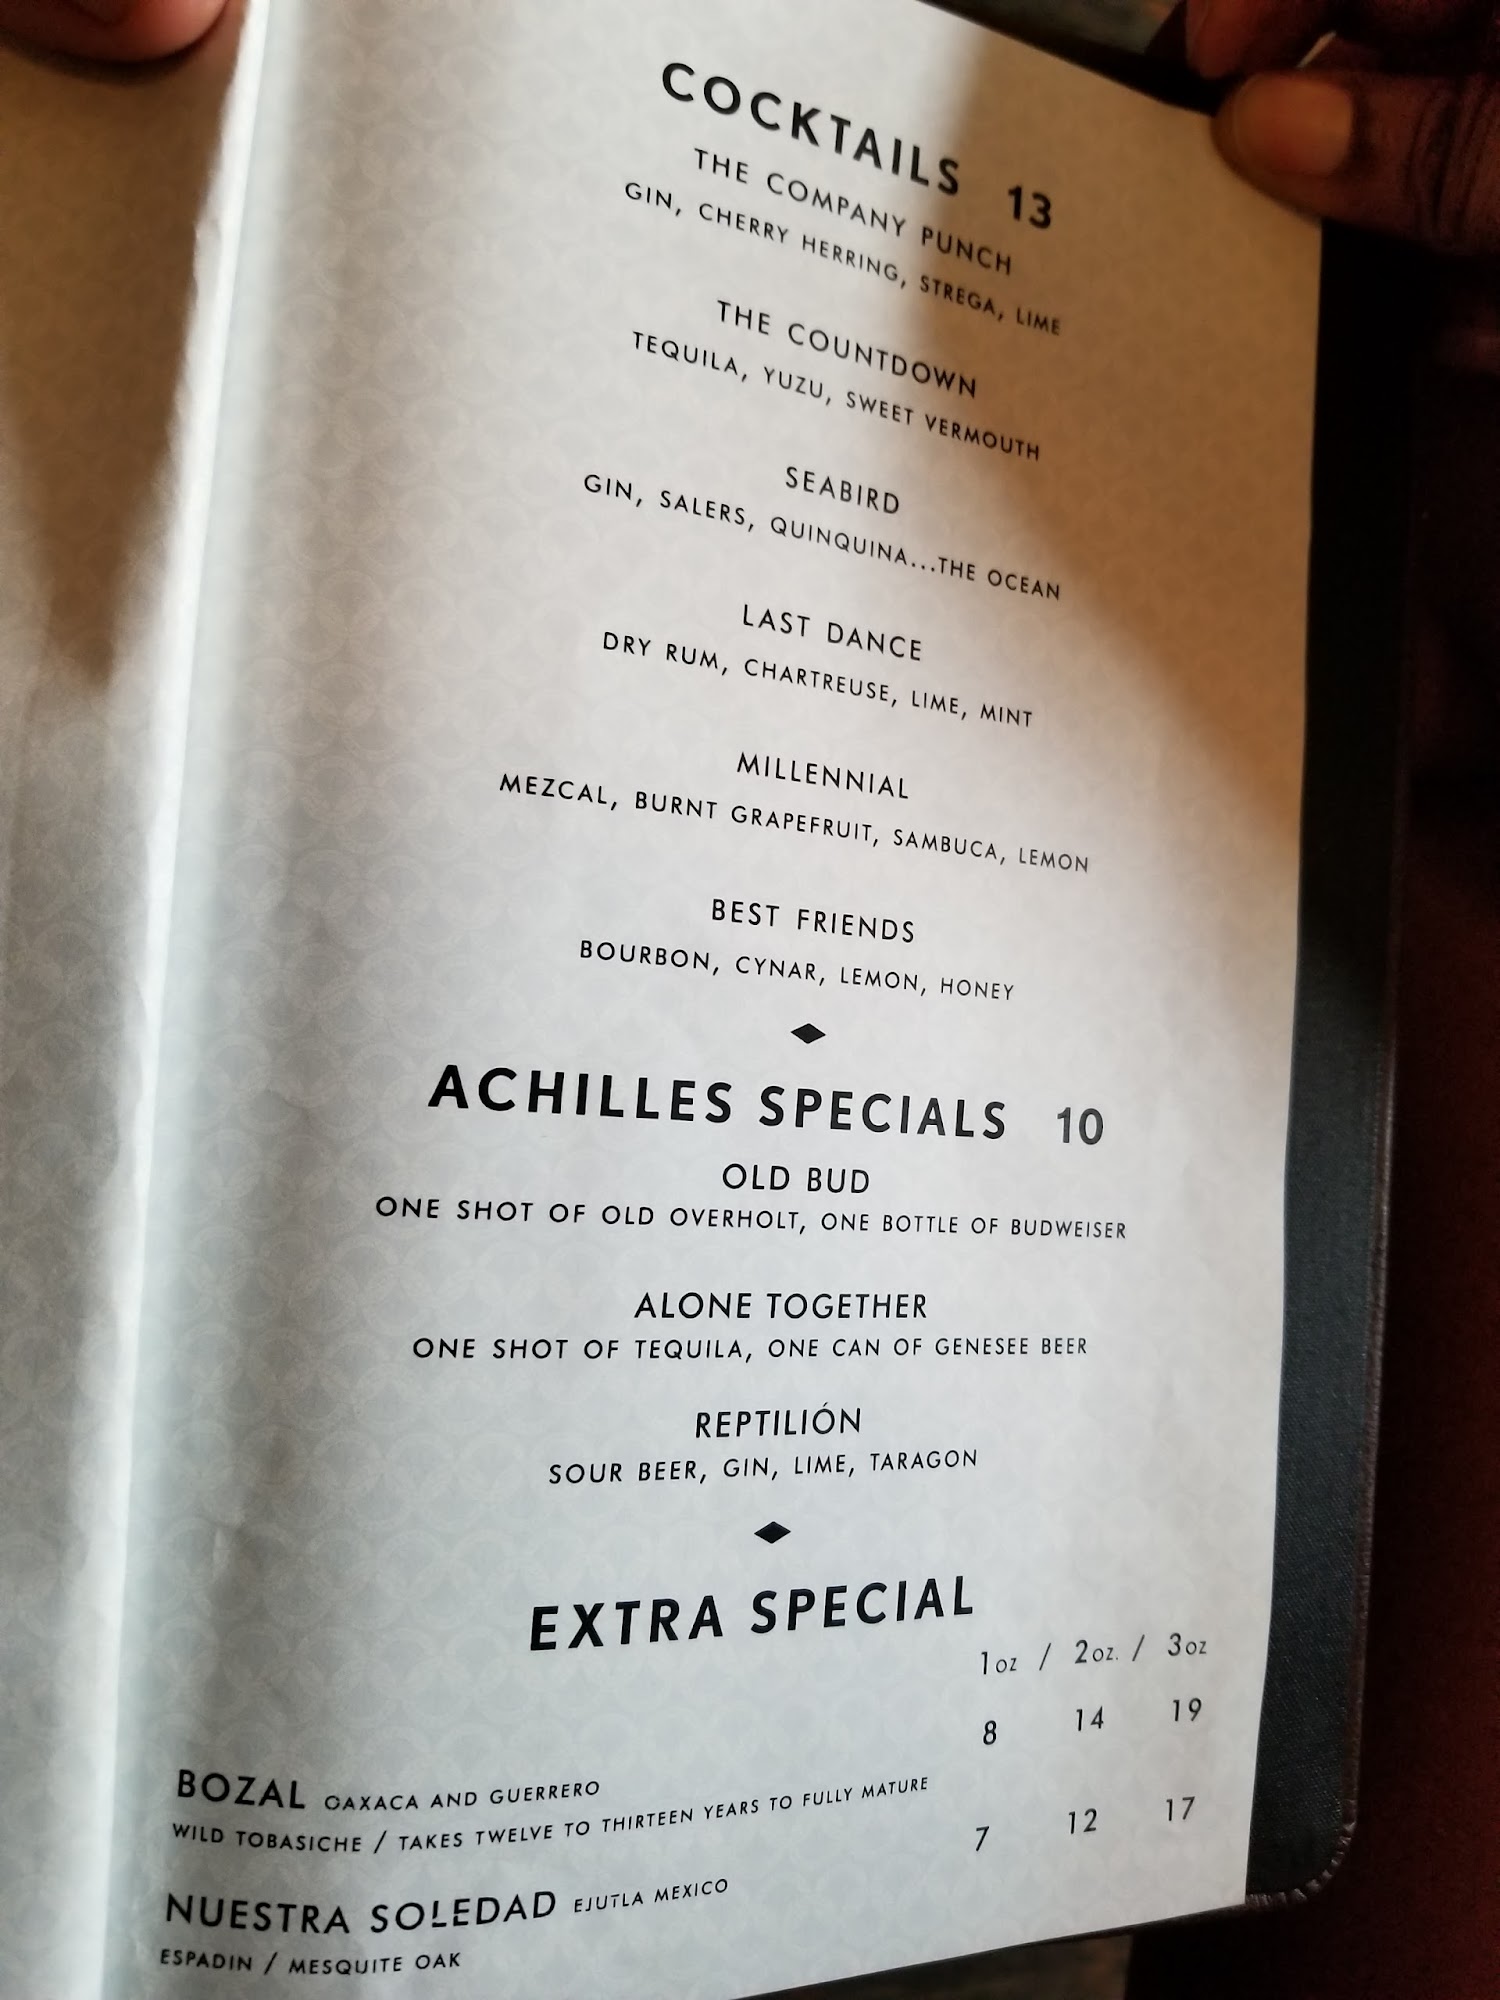 COCKTAILS 13
THE COMPANY PUNCH
GIN, CHERRY HERRING, STREGA, LIME
THE COUNTDOWN
TEQUILA, YUZU, SWEET VERMOUTH
SEABIRD
GIN, SALERS, QUINQUINA...THE OCEAN
LAST DANCE
DRY RUM, CHARTREUSE, LIME, MINT
MILLENNIAL
MEZCAL, BURNT GRAPEFRUIT, SAMBUCA, LEMON
BEST FRIENDS
BOURBON, CYNAR, LEMON, HONEY
ACHILLES SPECIALS 10
OLD BUD
ONE SHOT OF OLD OVERHOLT, ONE BOTTLE OF BUDWEISER
ALONE TOGETHER
ONE SHOT OF TEQUILA, ONE CAN OF GENESEE BEER
REPTILIÓN
SOUR BEER, GIN, LIME, TARAGON
EXTRA SPECIAL
1oz / 2oz. / 3oz
BOZAL OAXACA AND GUERRERO 8 14 19
WILD TOBASICHE / TAKES TWELVE TO THIRTEEN YEARS TO FULLY MATURE
NUESTRA SOLEDAD EJUTLA MEXICO 7 12 17
ESPADIN / MESQUITE OAK